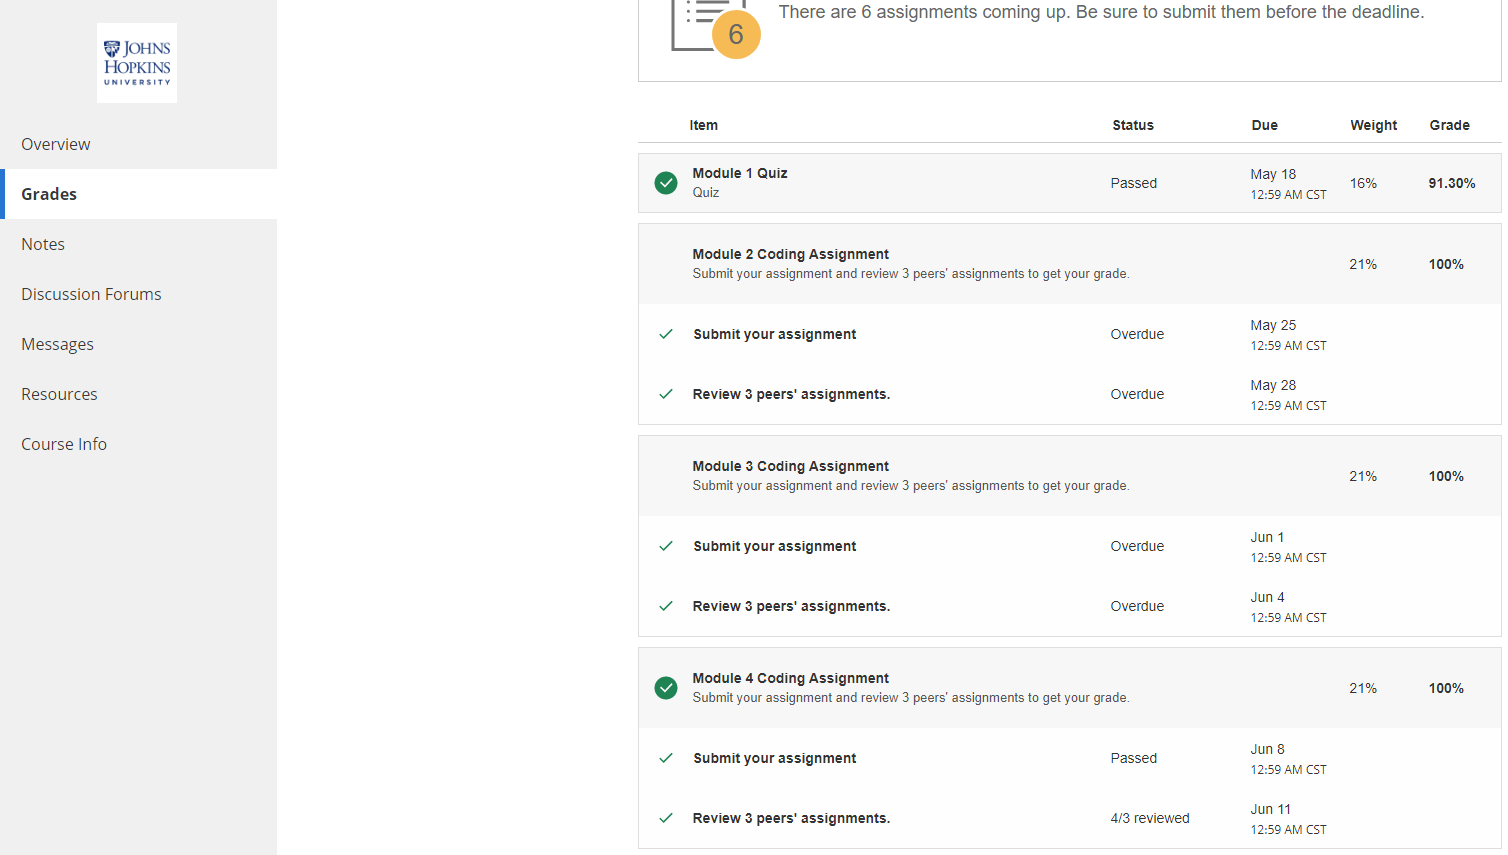 JOHNS
HOPKINS
UNIVERSITY
Overview
Grades
Notes
Discussion Forums
Messages
Resources
Course Info
6
There are 6 assignments coming up. Be sure to submit them before the deadline.
Item Status Due Weight Grade
Module 1 Quiz
Quiz
Passed
May 18
12:59 AM CST
16%
91.30%
Module 2 Coding Assignment
Submit your assignment and review 3 peers' assignments to get your grade.
21%
100%
Submit your assignment
Overdue
May 25
12:59 AM CST
Review 3 peers' assignments.
Overdue
May 28
12:59 AM CST
Module 3 Coding Assignment
Submit your assignment and review 3 peers' assignments to get your grade.
21%
100%
Submit your assignment
Overdue
Jun 1
12:59 AM CST
Review 3 peers' assignments.
Overdue
Jun 4
12:59 AM CST
Module 4 Coding Assignment
Submit your assignment and review 3 peers' assignments to get your grade.
21%
100%
Submit your assignment
Passed
Jun 8
12:59 AM CST
Review 3 peers' assignments.
4/3 reviewed
Jun 11
12:59 AM CST